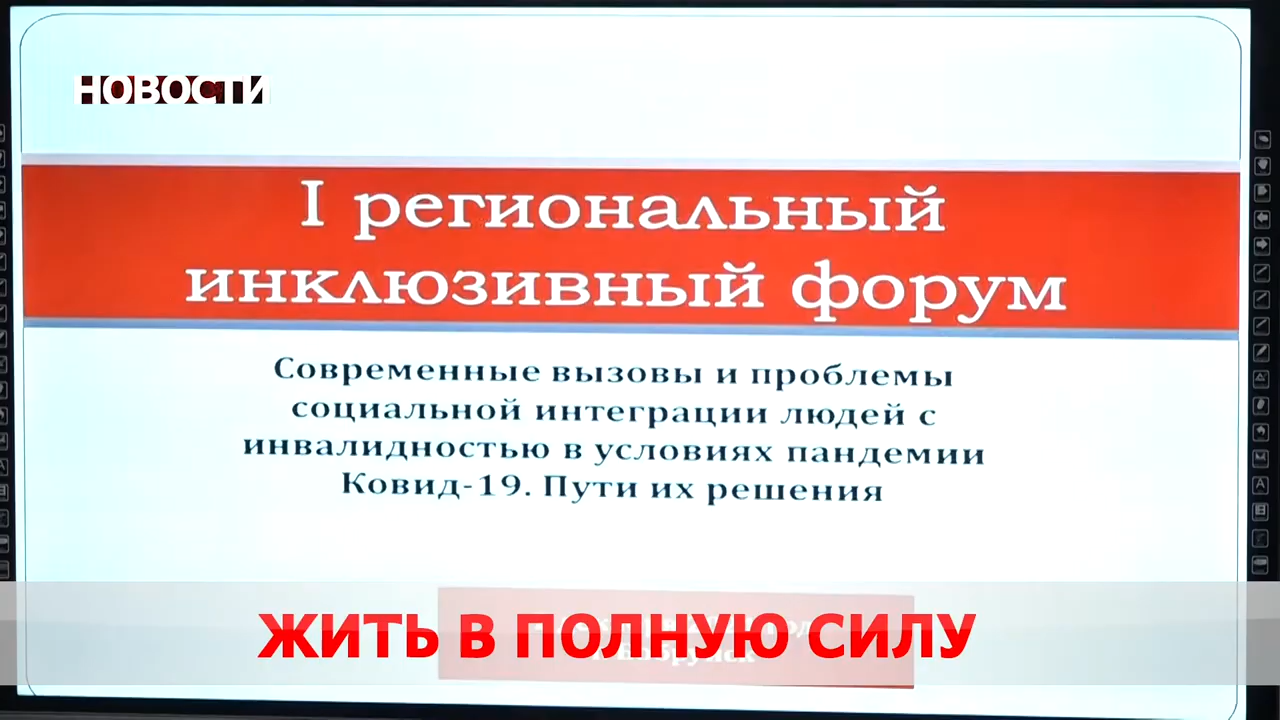 НОВОСТИ
I региональный
инклюзивный форум
Современные вызовы и проблемы
социальной интеграции людей с
инвалидностью в условиях пандемии
Ковид-19. Пути их решения
ЖИТЬ В ПОЛНУЮ СИЛУ